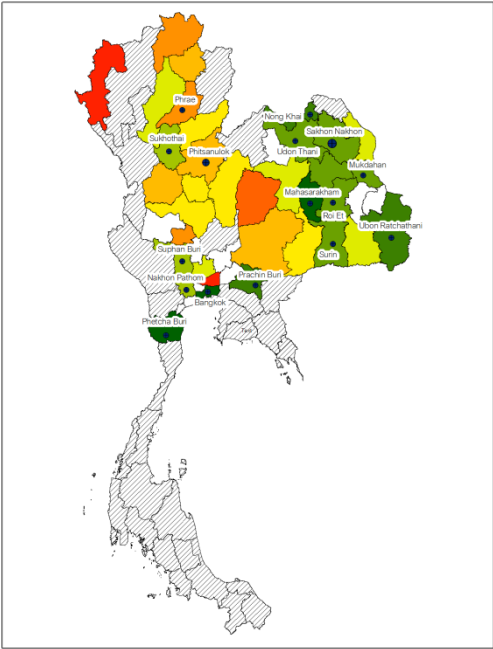 Phrae
Nong Khai
Sukhothai
Sakhon Nakhon
Phitsanulok
Udon Thani
Mukdahan
Mahasarakham
Roi Et
Ubon Ratchathani
Suphan Buri
Surin
Nakhon Pathom
Prachin Buri
Bangkok
Phetcha Buri